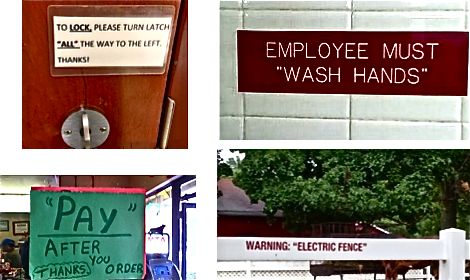 TO LOCK, PLEASE TURN LATCH
"ALL" THE WAY TO THE LEFT.
THANKS!
EMPLOYEE MUST
"WASH HANDS"
"PAY"
AFTER
YOU
THANKS. ORDER
WARNING: "ELECTRIC FENCE"